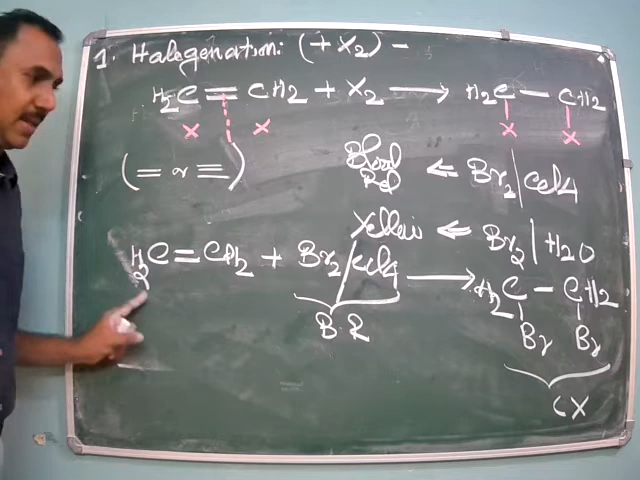 1. Halogenation: (+ X2) -
H2C = CH2 + X2 ⟶ H2C - CH2
X X X X
(= or ≡)
Blood Red ⇐ Br2 | CCl4
Yellow ⇐ Br2 | H2O
H2C = CH2 + Br2/CCl4 ⟶ H2C - CH2
Br Br
B R
CX